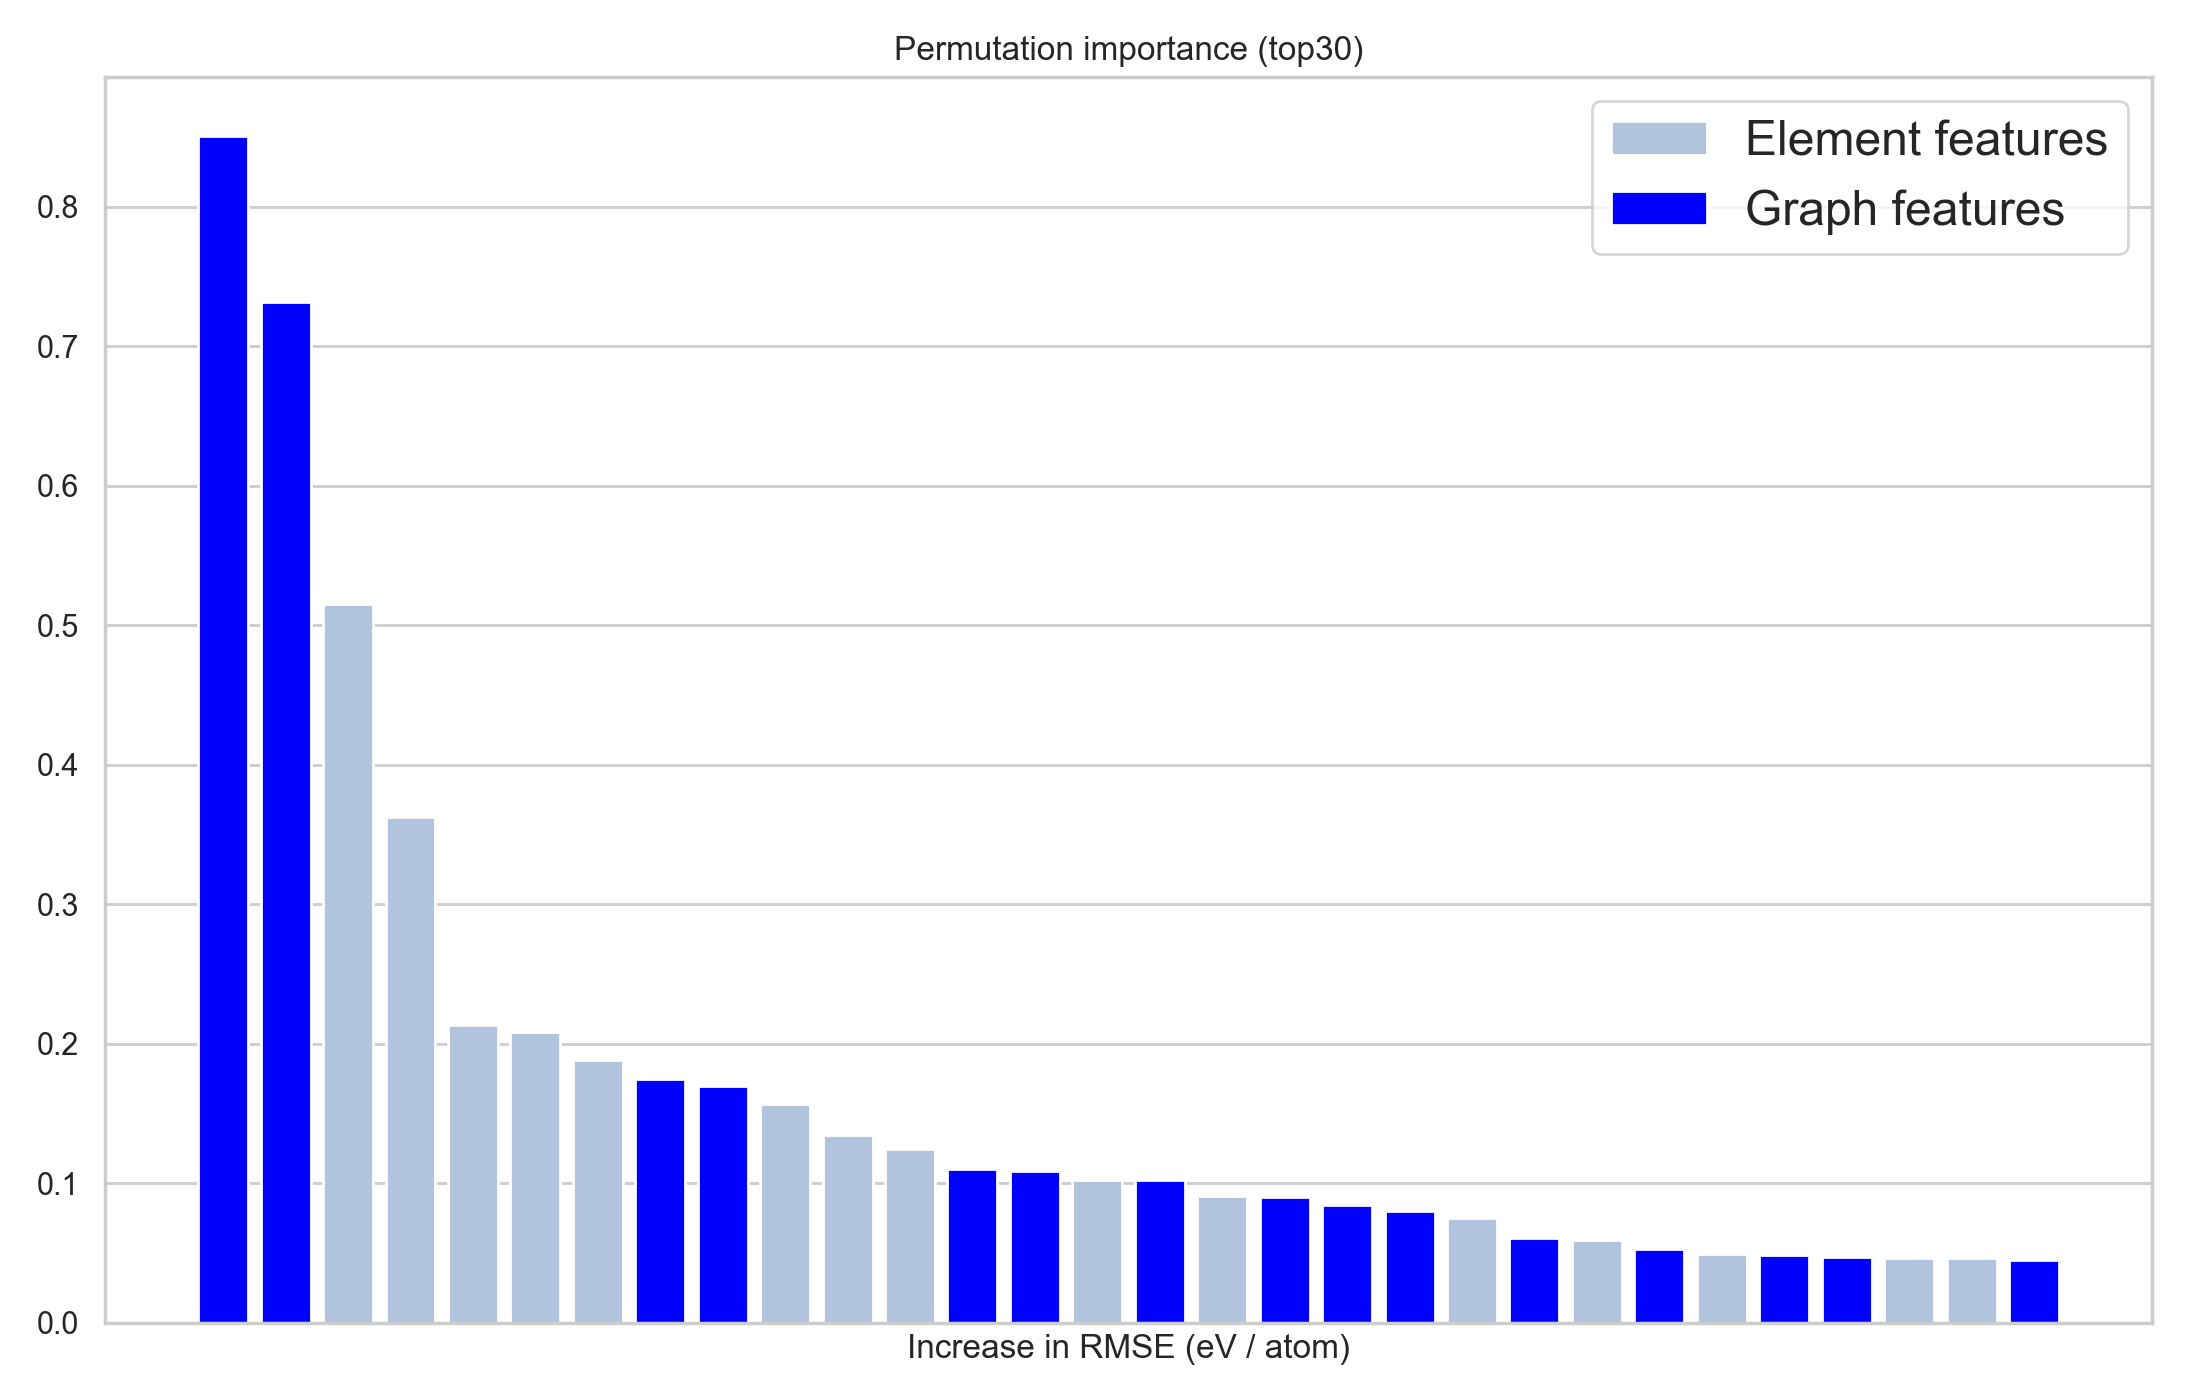 Permutation importance (top30)
Element features
Graph features
0.8
0.7
0.6
0.5
0.4
0.3
0.2
0.1
0.0
Increase in RMSE (eV / atom)